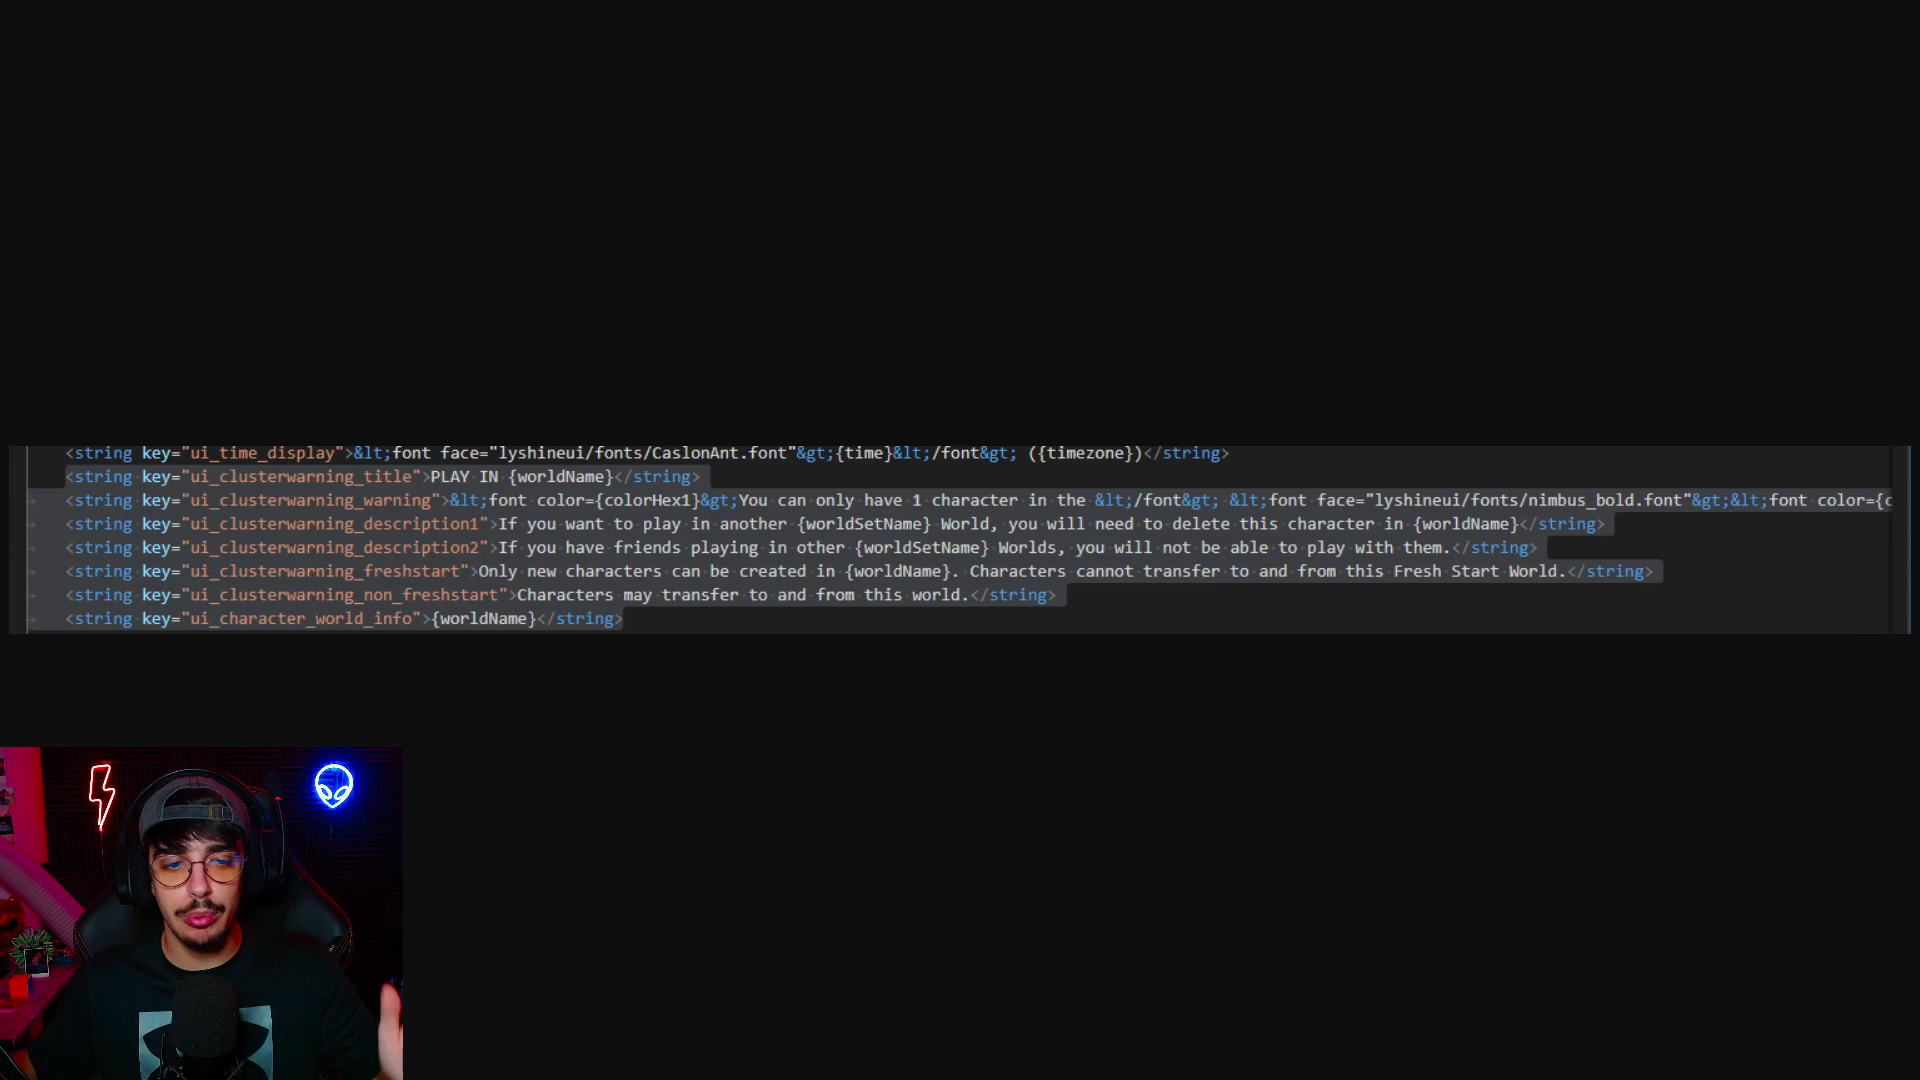 <string key="ui_time_display">&lt;font face="lyshineui/fonts/CaslonAnt.font"&gt;{time}&lt;/font&gt; ({timezone})</string>
<string key="ui_clusterwarning_title">PLAY IN {worldName}</string>
<string key="ui_clusterwarning_warning">&lt;font color={colorHex1}&gt;You can only have 1 character in the &lt;/font&gt; &lt;font face="lyshineui/fonts/nimbus_bold.font"&gt;&lt;font color={c
<string key="ui_clusterwarning_description1">If you want to play in another {worldSetName} World, you will need to delete this character in {worldName}</string>
<string key="ui_clusterwarning_description2">If you have friends playing in other {worldSetName} Worlds, you will not be able to play with them.</string>
<string key="ui_clusterwarning_freshstart">Only new characters can be created in {worldName}. Characters cannot transfer to and from this Fresh Start World.</string>
<string key="ui_clusterwarning_non_freshstart">Characters may transfer to and from this world.</string>
<string key="ui_character_world_info">{worldName}</string>